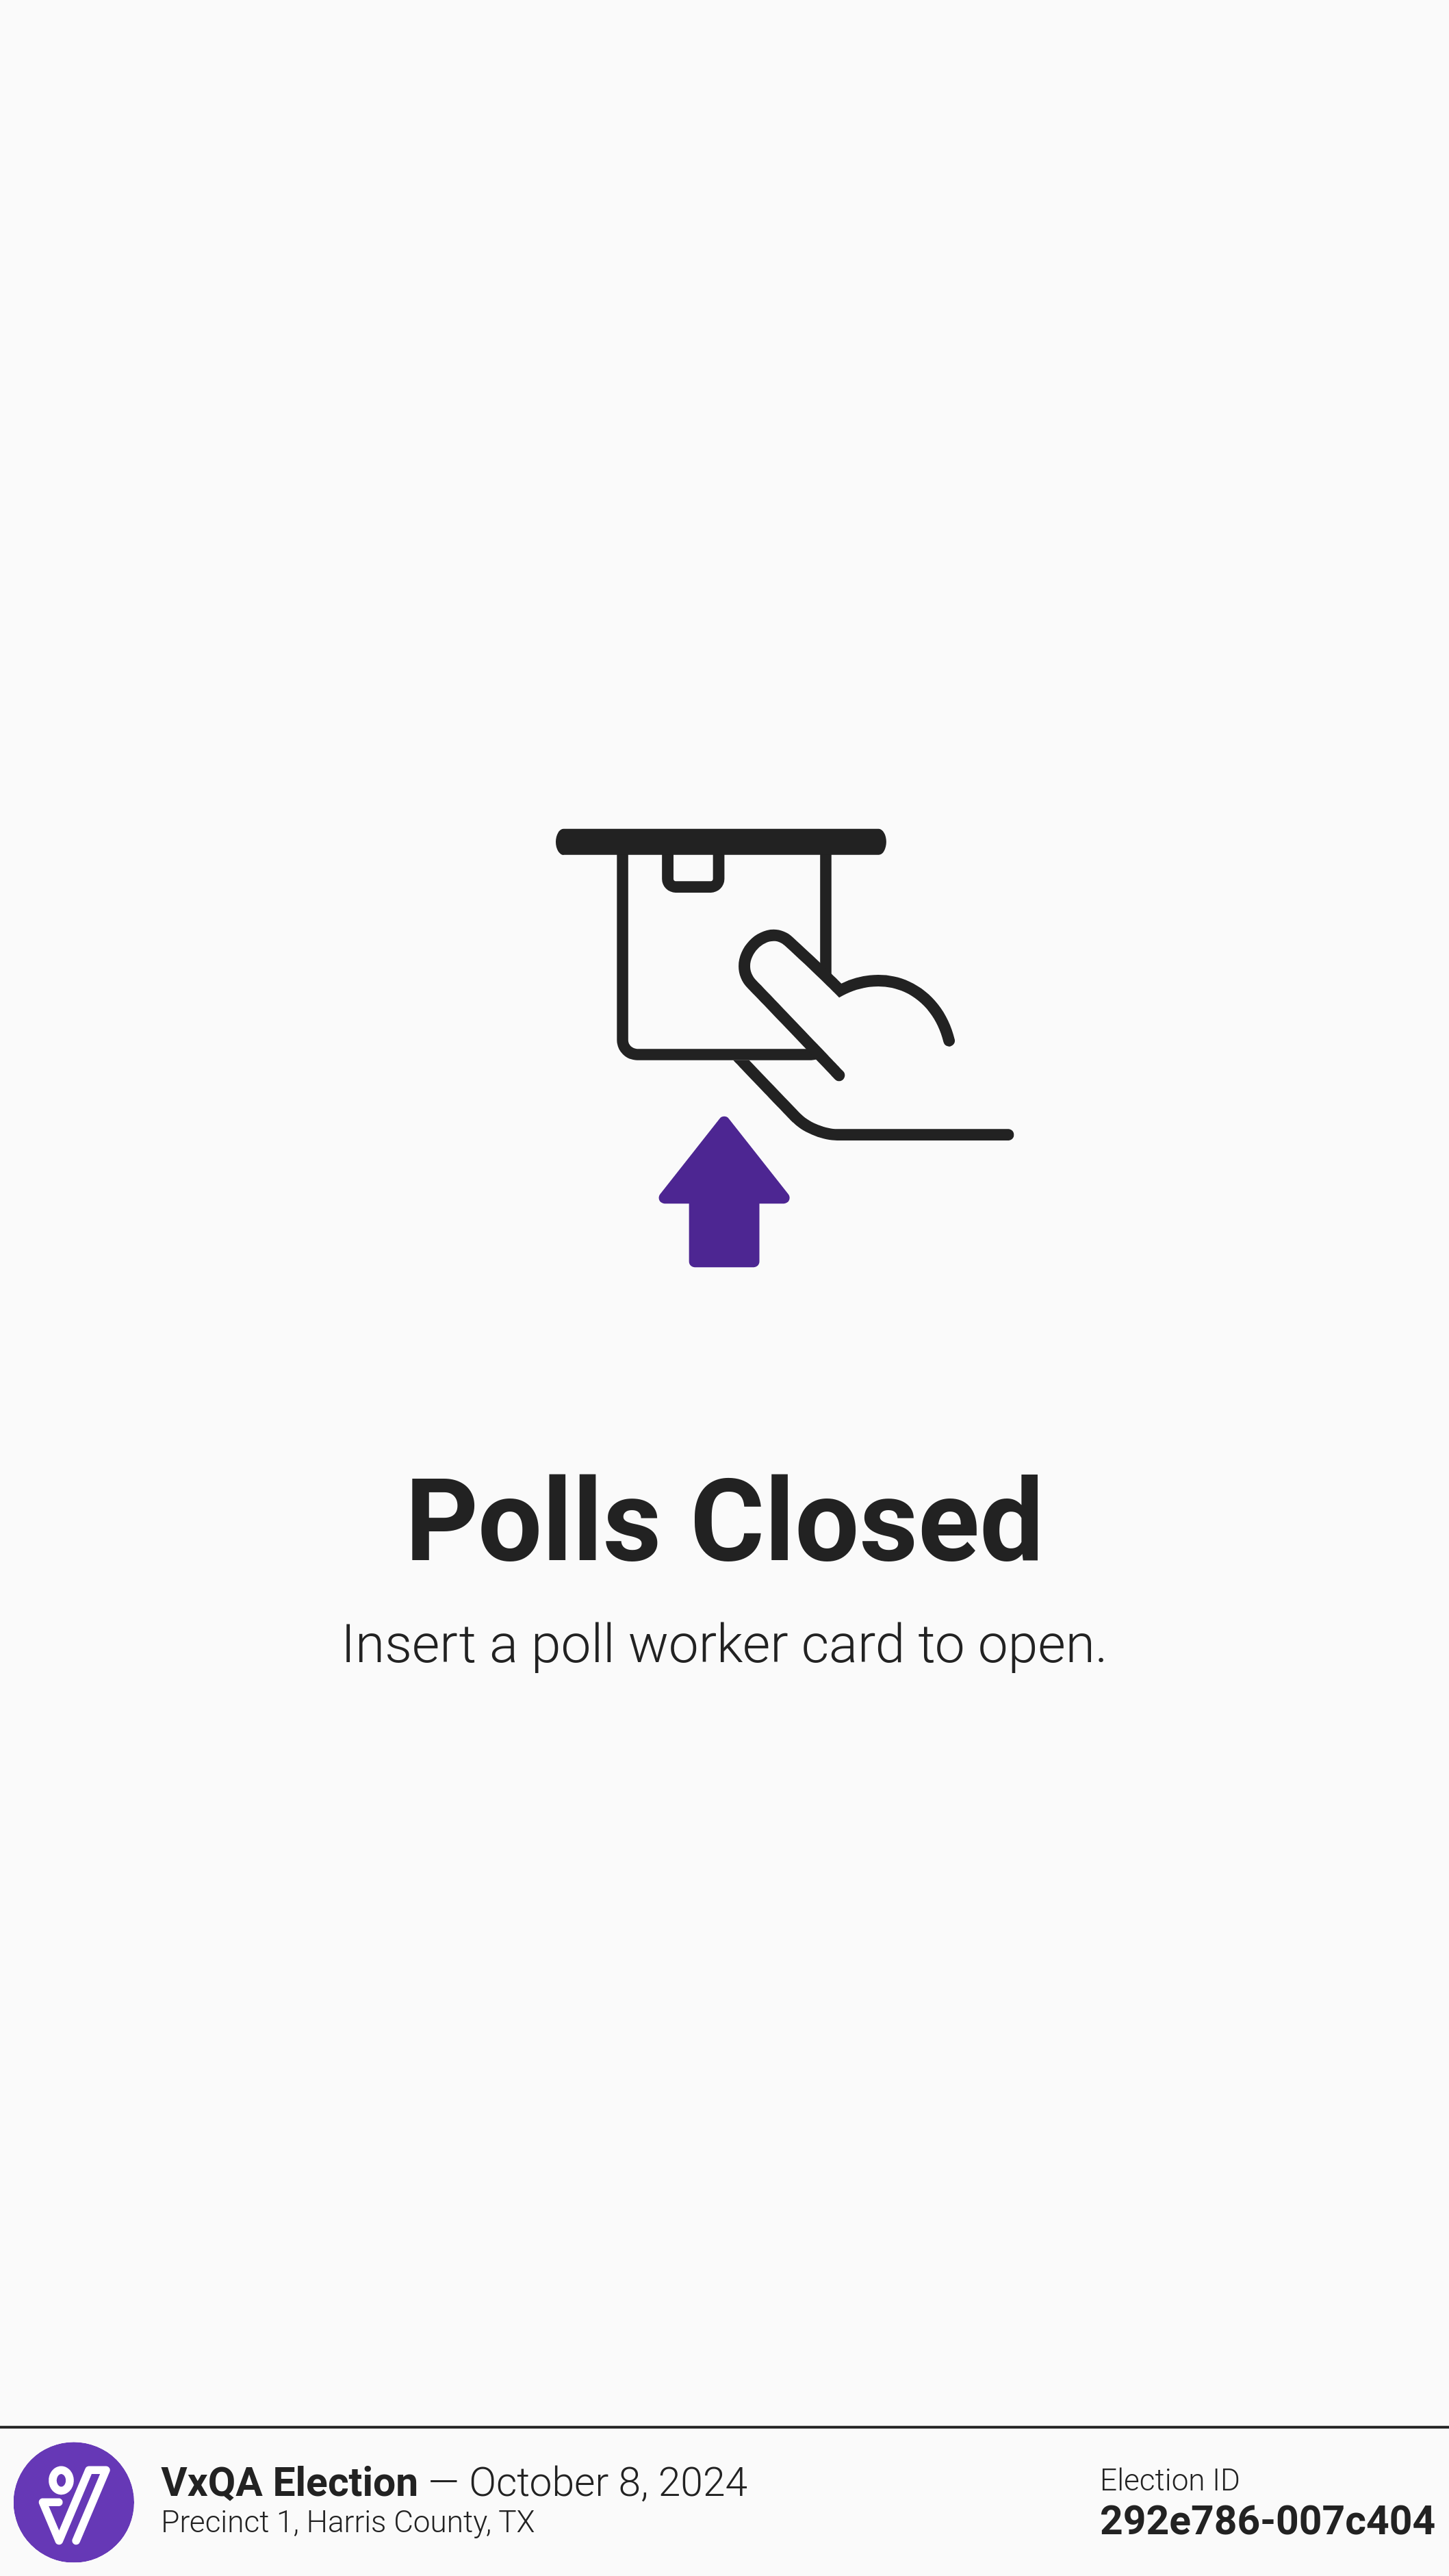 Polls Closed
Insert a poll worker card to open.
VxQA Election — October 8, 2024
Precinct 1, Harris County, TX
Election ID
292e786-007c404